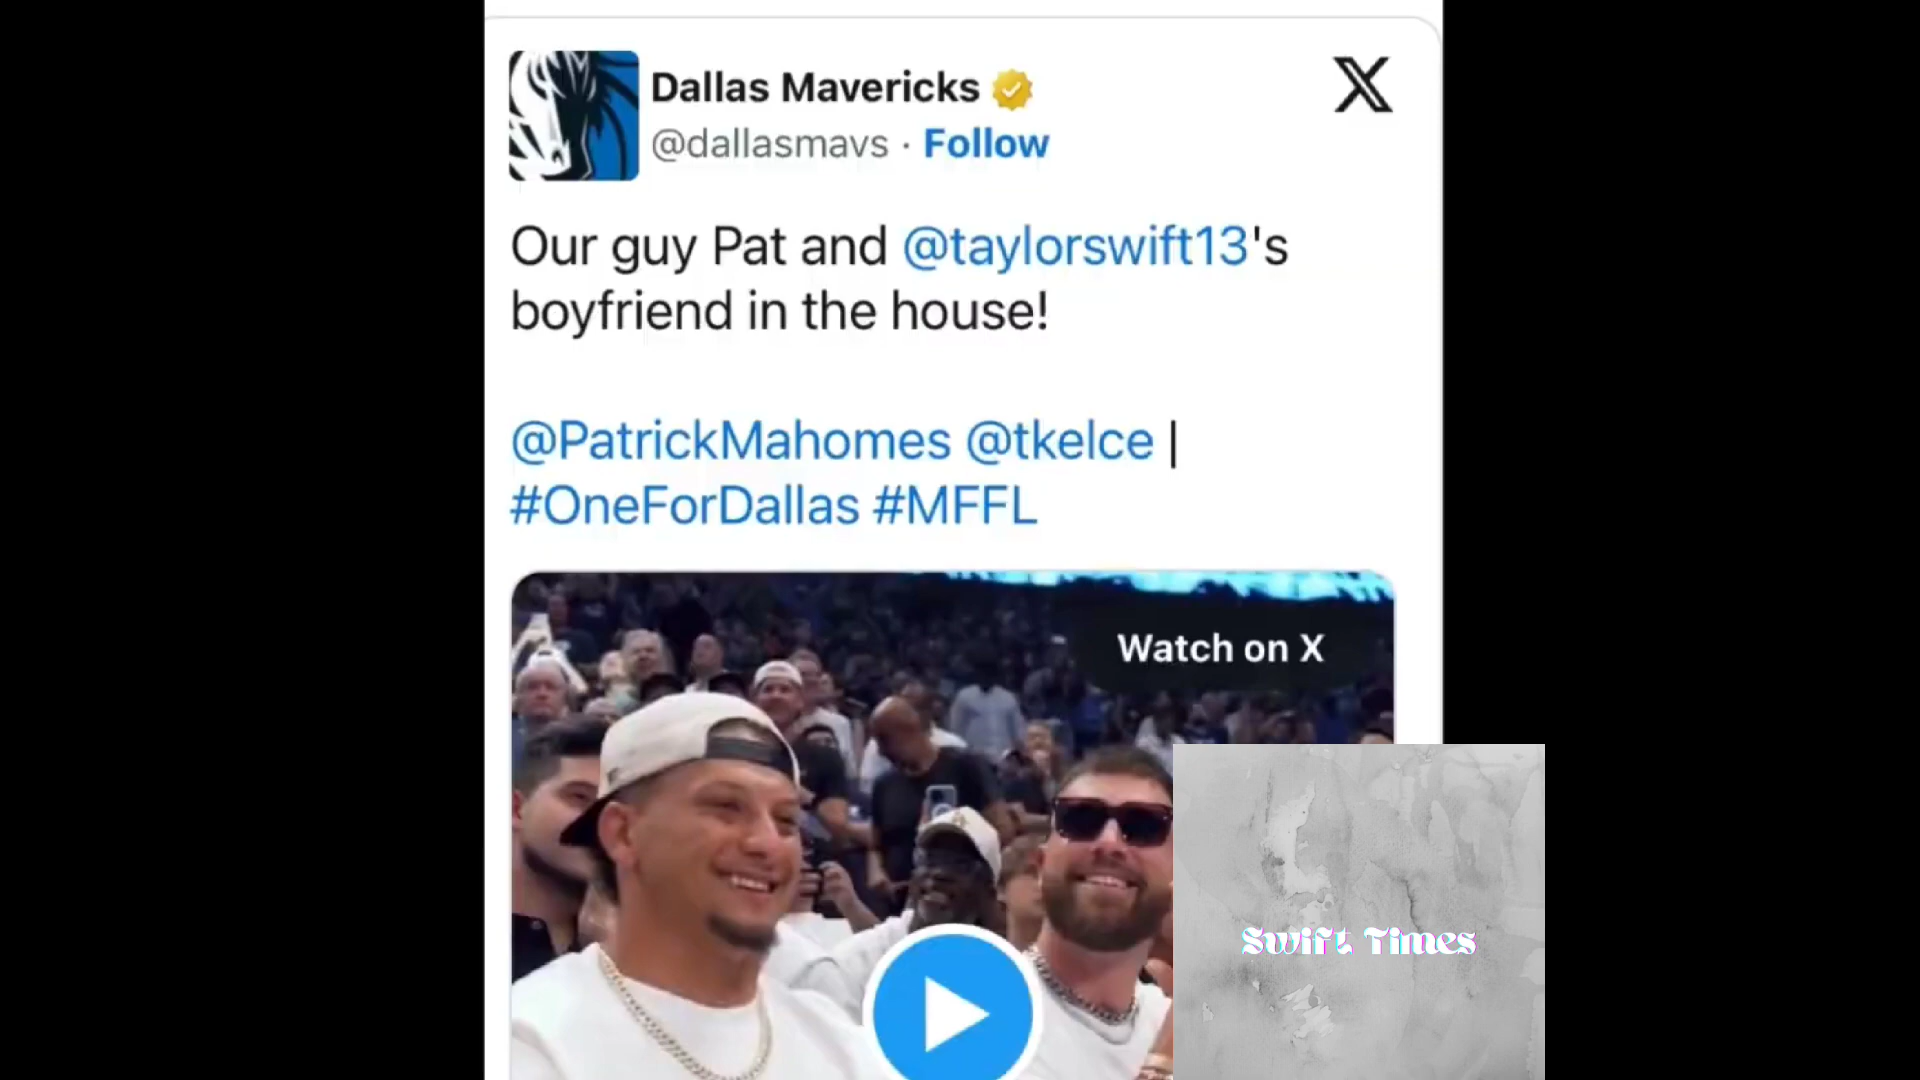 Dallas Mavericks
@dallasmavs · Follow
Our guy Pat and @taylorswift13's
boyfriend in the house!
@PatrickMahomes @tkelce |
#OneForDallas #MFFL
Watch on X
Swift Times